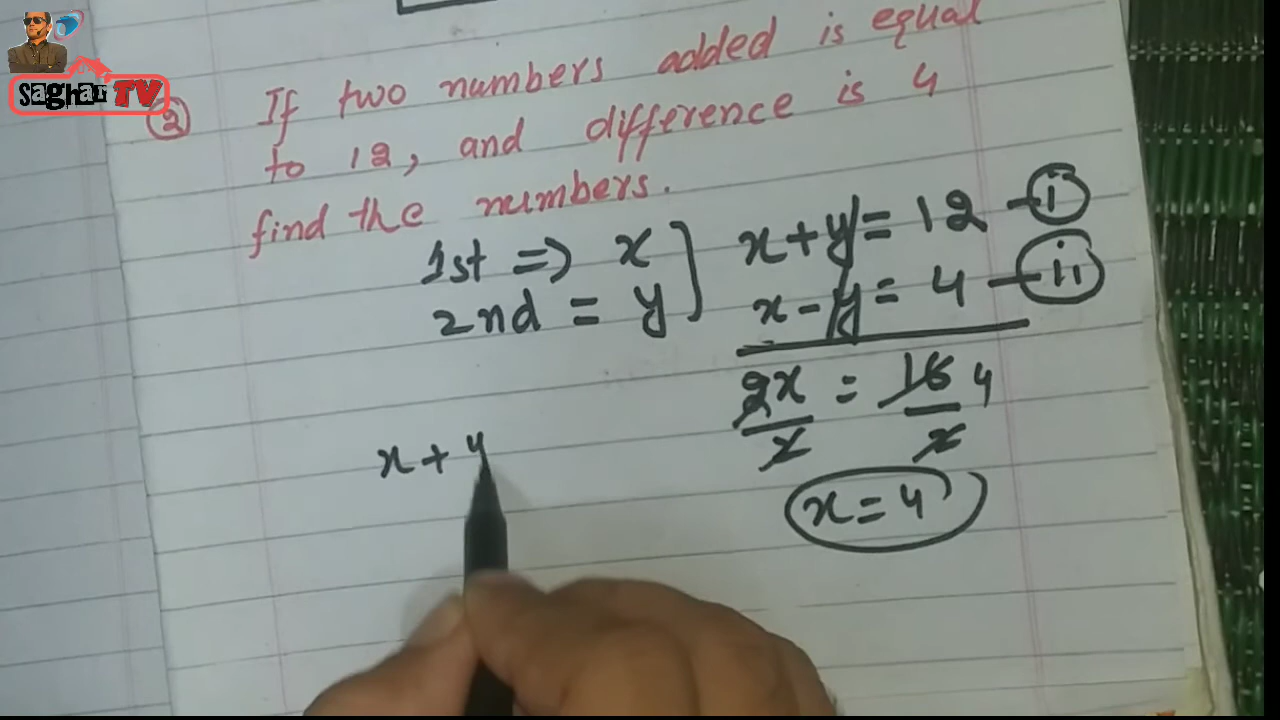 Saghar TV
② If two numbers added is equal
to 12, and difference is 4
find the numbers.
1st => x ] x+y = 12 - i
2nd = y ] x - y = 4 - ii
2x = 16 4
2 2
x = 4
x + y